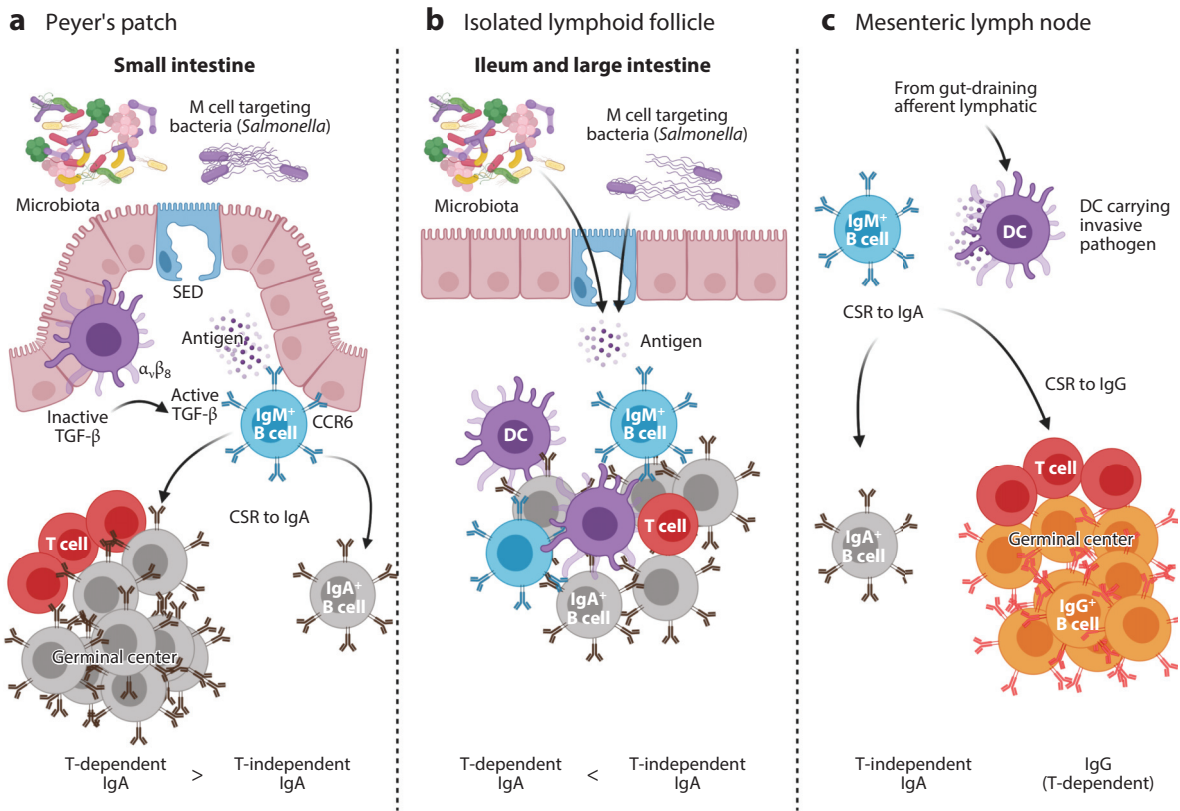 a Peyer's patch
Small intestine
M cell targeting
bacteria (Salmonella)
Microbiota
SED
Antigen
αvβ8
Inactive
TGF-β
Active
TGF-β
IgM+
B cell
CCR6
CSR to IgA
T cell
IgA+
B cell
Germinal center
T-dependent
IgA
>
T-independent
IgA
b Isolated lymphoid follicle
Ileum and large intestine
M cell targeting
bacteria (Salmonella)
Microbiota
Antigen
DC
IgM+
B cell
T cell
IgA+
B cell
T-dependent
IgA
<
T-independent
IgA
c Mesenteric lymph node
From gut-draining
afferent lymphatic
IgM+
B cell
DC
DC carrying
invasive
pathogen
CSR to IgA
CSR to IgG
T cell
Germinal center
IgA+
B cell
IgG+
B cell
T-independent
IgA
IgG
(T-dependent)